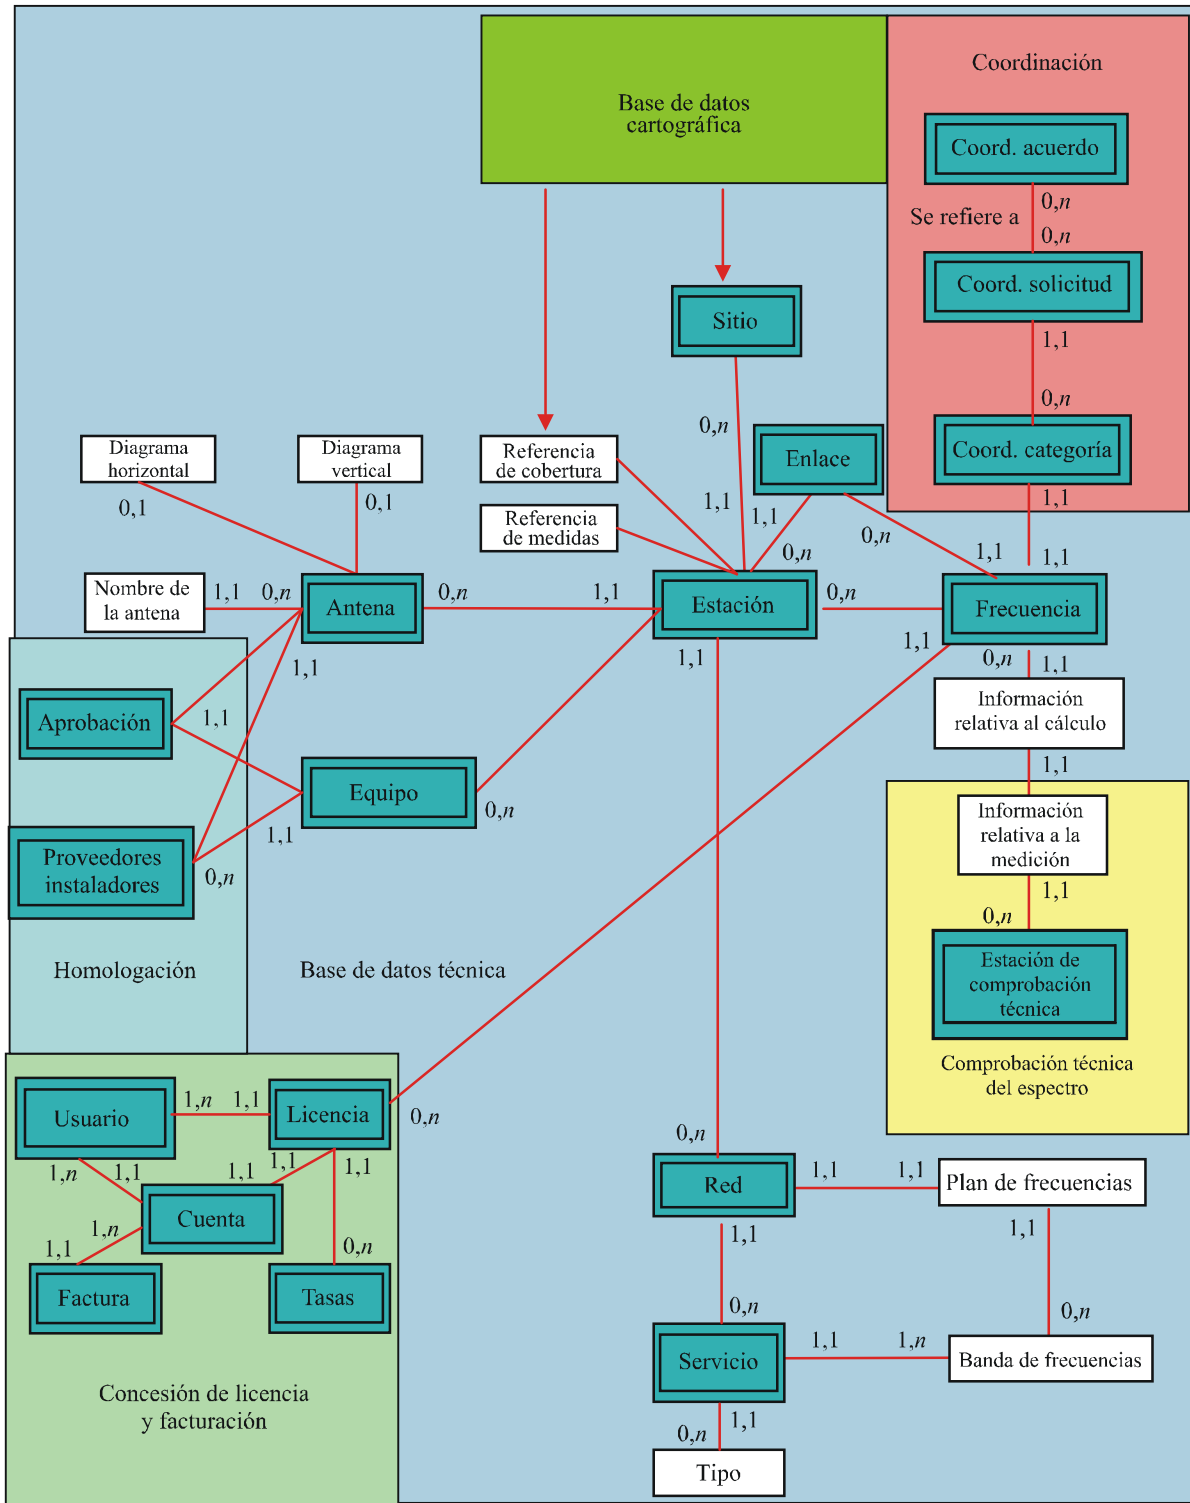 Coordinación
Base de datos
cartográfica
Coord. acuerdo
0,n
Se refiere a
0,n
Coord. solicitud
Sitio
1,1
0,n
0,n
Diagrama
horizontal
Diagrama
vertical
Referencia
de cobertura
Enlace
Coord. categoría
0,1
0,1
1,1
1,1
1,1
Referencia
de medidas
0,n
0,n
1,1
1,1
Nombre de
la antena
1,1
0,n
Antena
0,n
1,1
Estación
0,n
Frecuencia
1,1
1,1
1,1
0,n
1,1
Aprobación
1,1
Información
relativa al cálculo
1,1
Equipo
0,n
1,1
Información
relativa a la
medición
Proveedores
instaladores
0,n
1,1
0,n
Homologación
Base de datos técnica
Estación de
comprobación
técnica
Comprobación técnica
del espectro
Usuario
1,n
1,1
Licencia
0,n
0,n
1,n
1,1
1,1
1,1
1,1
Red
1,1
1,1
Plan de frecuencias
Cuenta
1,n
1,1
1,1
1,1
0,n
Factura
Tasas
0,n
0,n
Servicio
1,1
1,n
Banda de frecuencias
Concesión de licencia
y facturación
1,1
0,n
Tipo